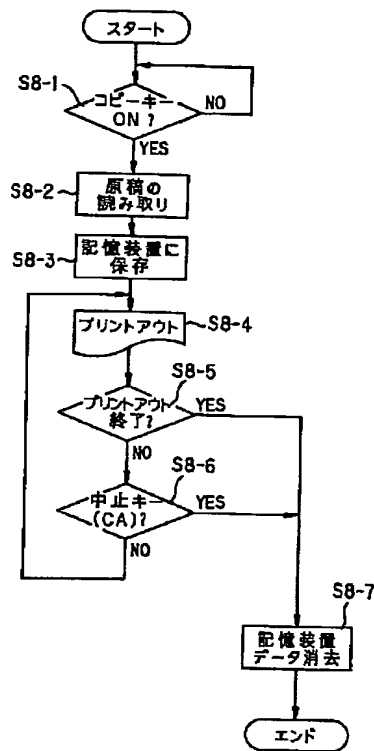 スタート
S8-1
コピーキー
ON?
NO
YES
S8-2
原稿の
読み取り
S8-3
記憶装置に
保存
プリントアウト
S8-4
S8-5
プリントアウト
終了?
YES
NO
S8-6
中止キー
(CA)?
YES
NO
S8-7
記憶装置
データ消去
エンド